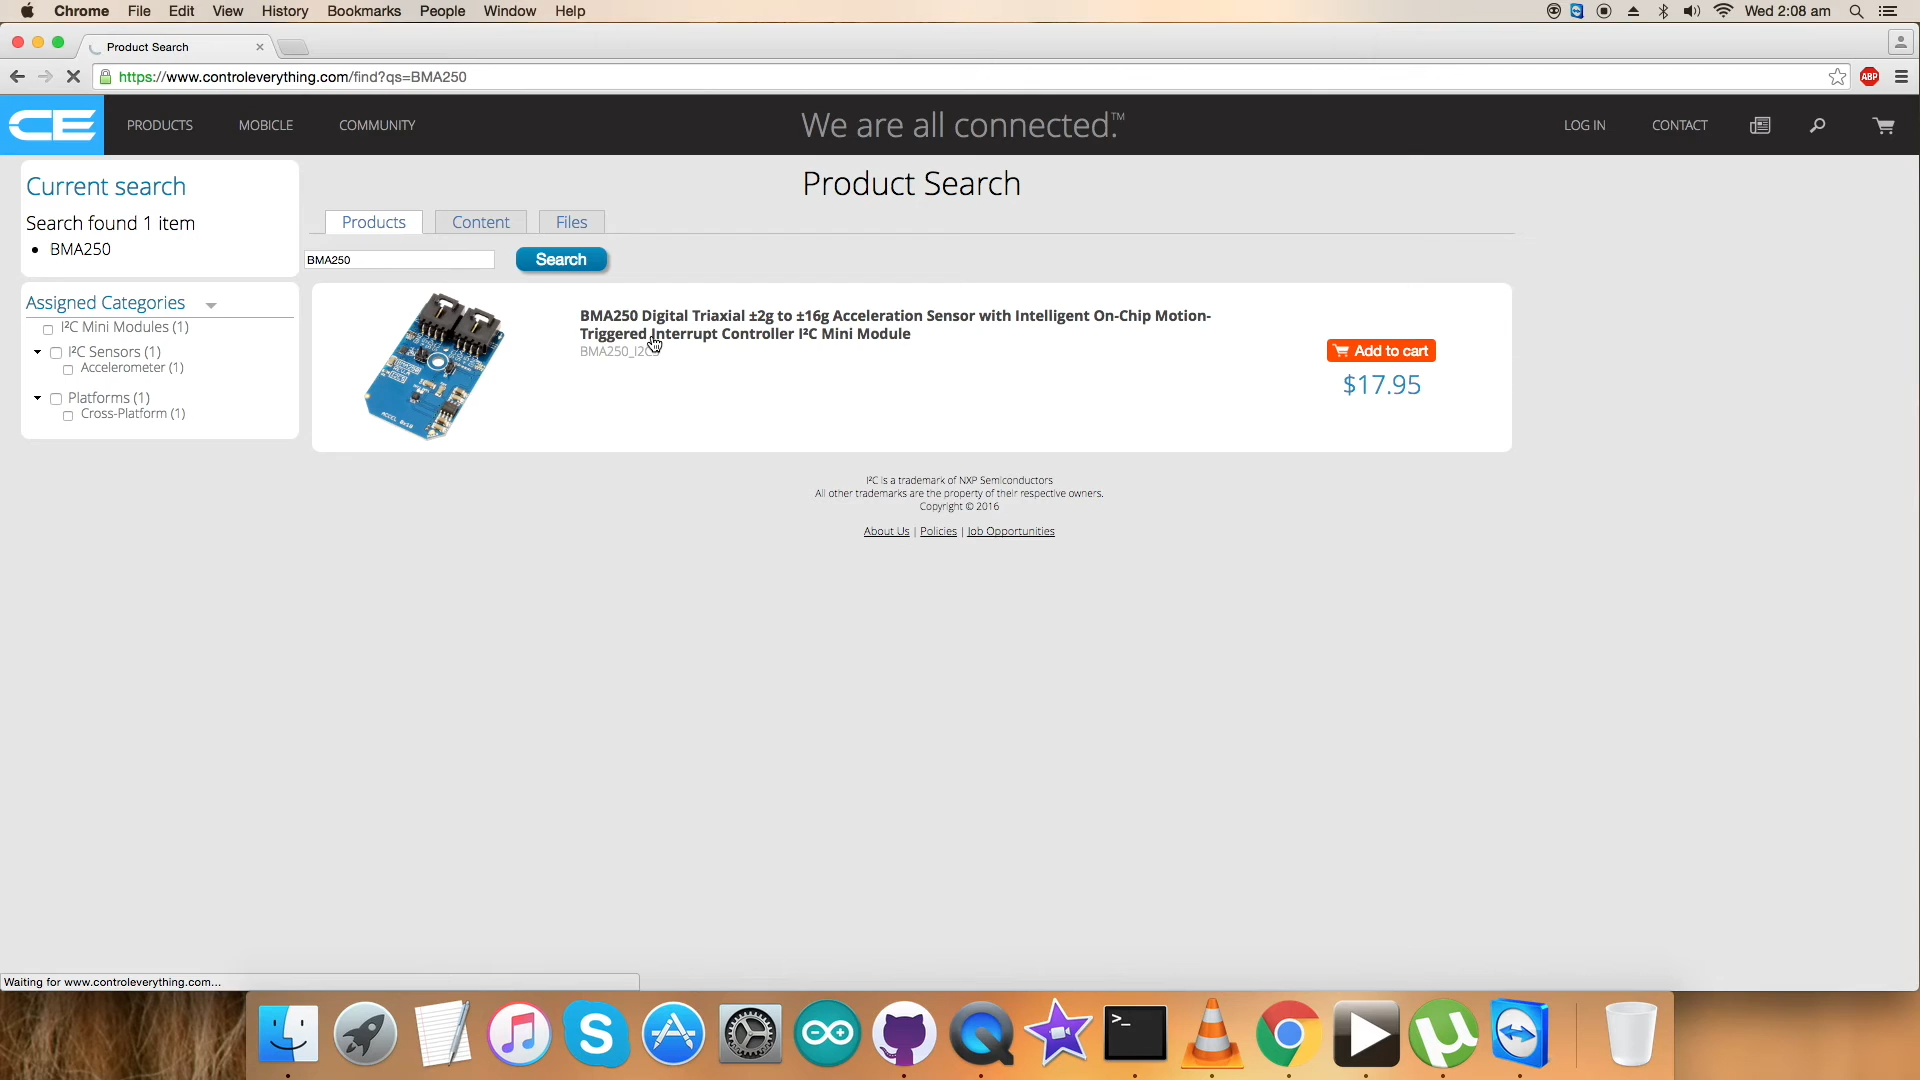 Chrome File Edit View History Bookmarks People Window Help Wed 2:08 am
Product Search
https://www.controleverything.com/find?qs=BMA250 ABP
CE PRODUCTS MOBICLE COMMUNITY We are all connected.™ LOG IN CONTACT
Current search
Search found 1 item
BMA250
Assigned Categories
I²C Mini Modules (1)
I²C Sensors (1)
Accelerometer (1)
Platforms (1)
Cross-Platform (1)
Product Search
Products Content Files
BMA250 Search
BMA250 Digital Triaxial ±2g to ±16g Acceleration Sensor with Intelligent On-Chip Motion-
Triggered Interrupt Controller I²C Mini Module
BMA250_I2CS
Add to cart
$17.95
I²C is a trademark of NXP Semiconductors
All other trademarks are the property of their respective owners.
Copyright © 2016
About Us | Policies | Job Opportunities
Waiting for www.controleverything.com...